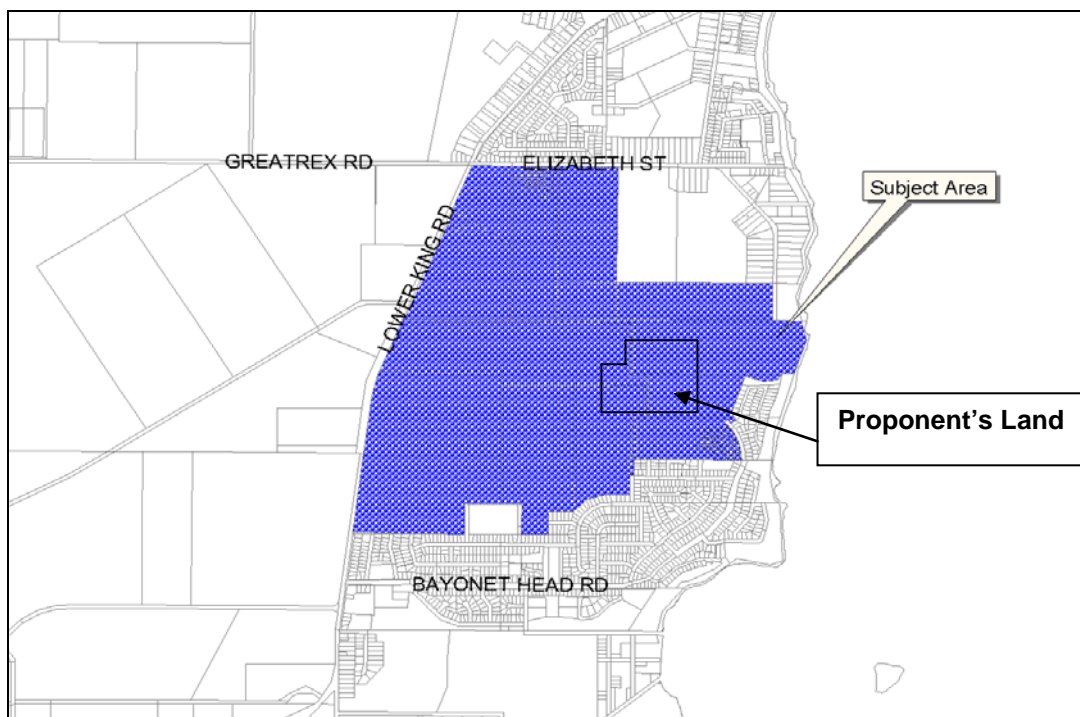 GREATREX RD
ELIZABETH ST
Subject Area
LOWER KING RD
Proponent's Land
BAYONET HEAD RD